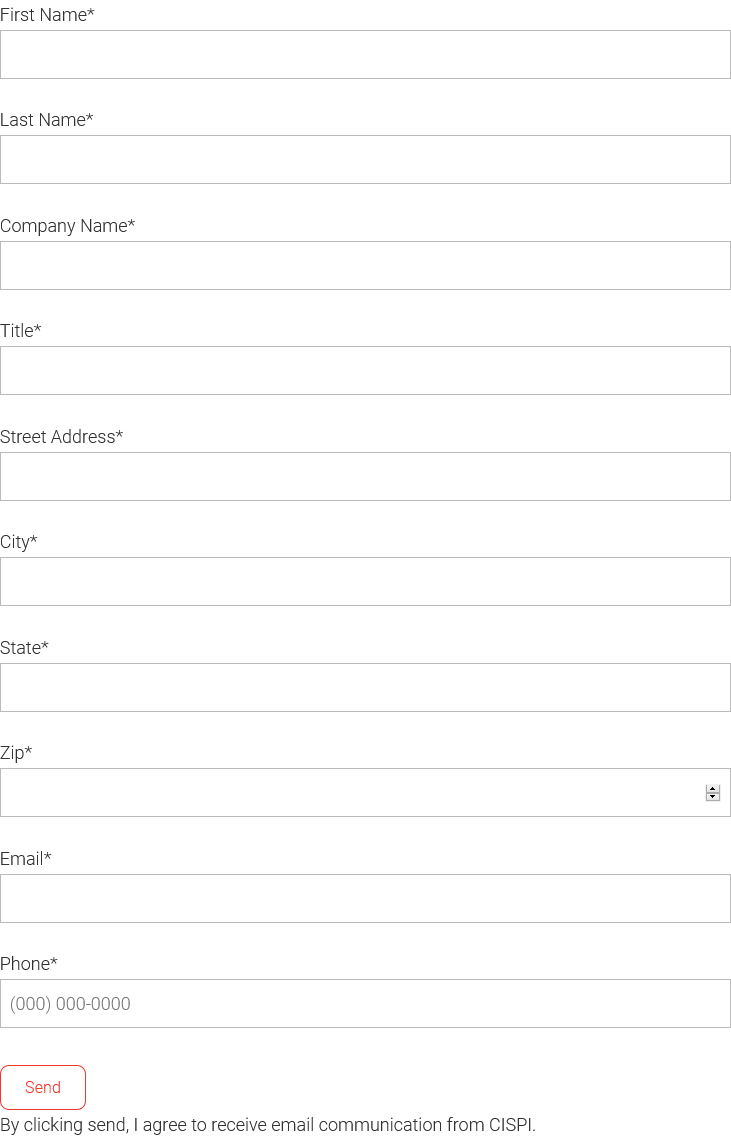 First Name*
Last Name*
Company Name*
Title*
Street Address*
City*
State*
Zip*
Email*
Phone*
(000) 000-0000
Send
By clicking send, I agree to receive email communication from CISPI.